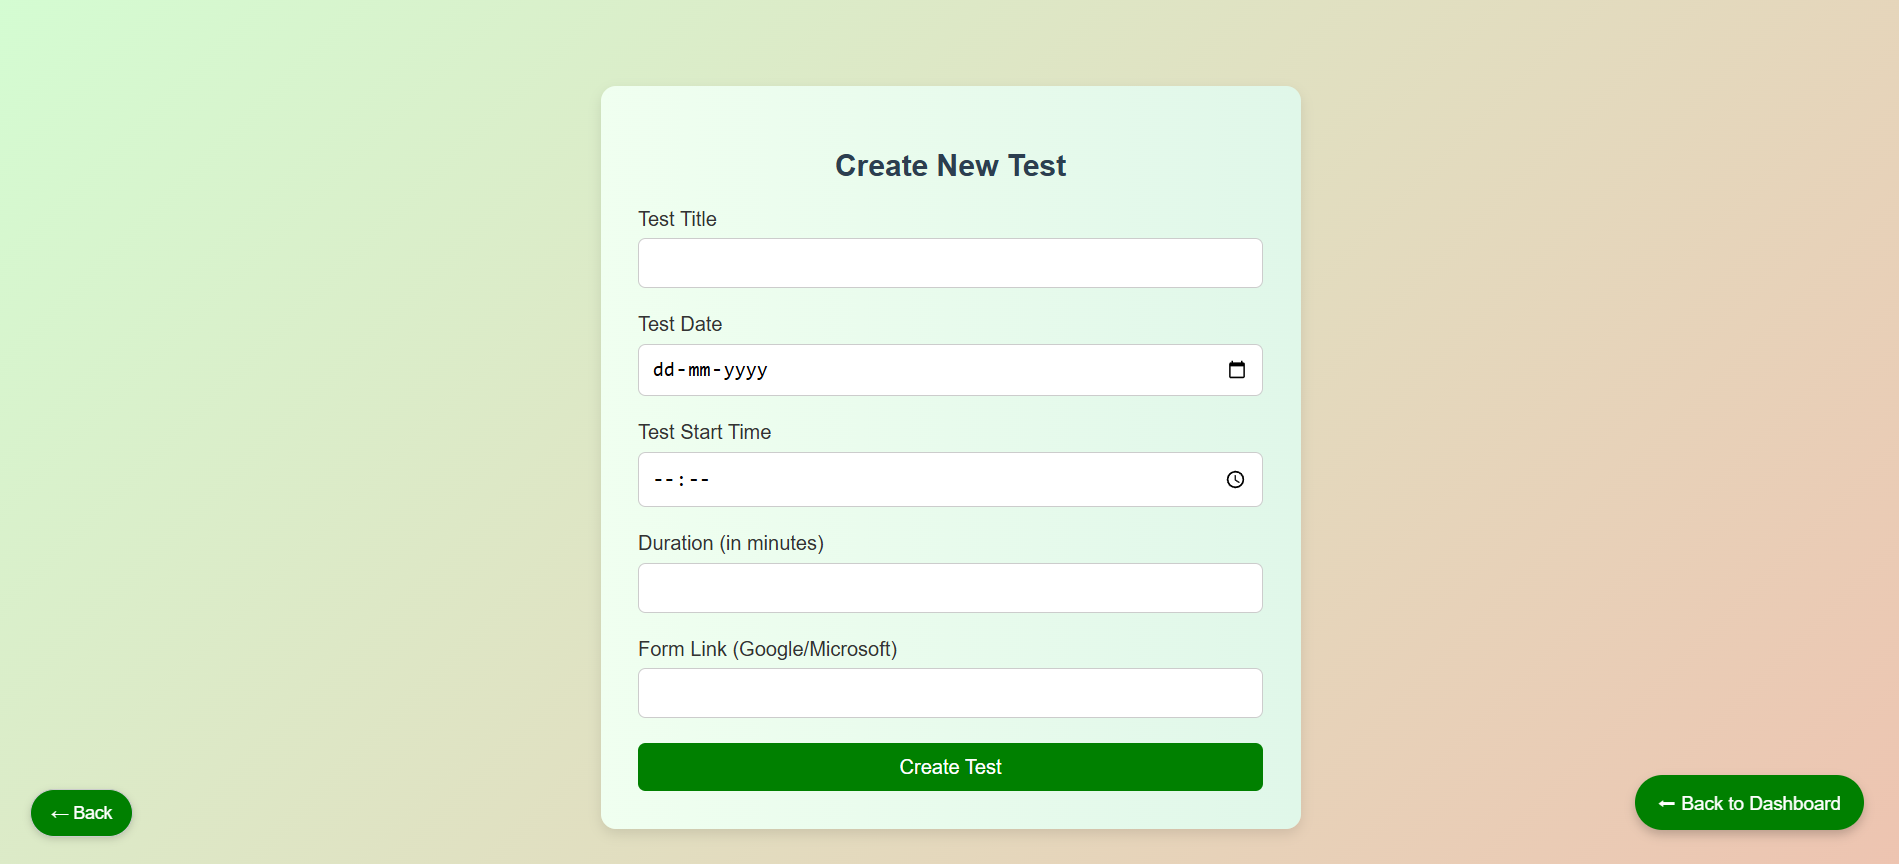 Create New Test
Test Title
Test Date
dd-mm-yyyy
Test Start Time
--:--
Duration (in minutes)
Form Link (Google/Microsoft)
Create Test
← Back
← Back to Dashboard